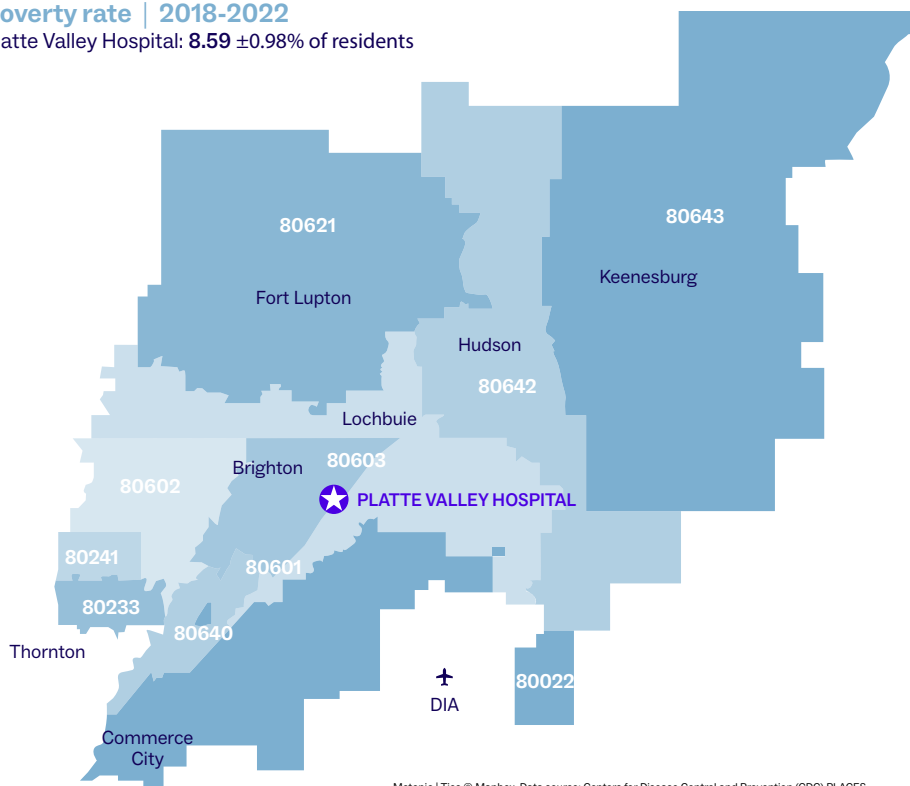 overty rate | 2018-2022
atte Valley Hospital: 8.59 ±0.98% of residents
80621
80643
Keenesburg
Fort Lupton
Hudson
80642
Lochbuie
80603
Brighton
80602
PLATTE VALLEY HOSPITAL
80241
80601
80233
80640
Thornton
80022
DIA
Commerce
City